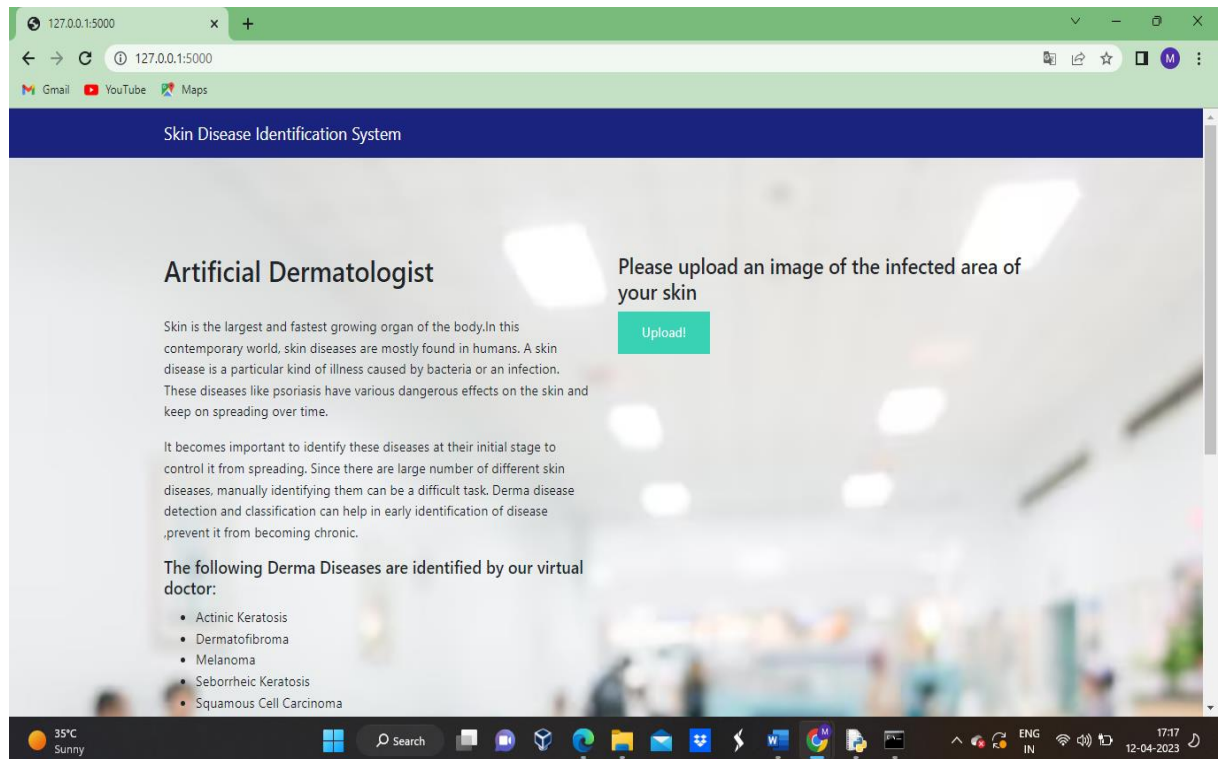 127.0.0.1:5000
127.0.0.1:5000
M
Gmail
YouTube
Maps
Skin Disease Identification System
Artificial Dermatologist
Skin is the largest and fastest growing organ of the body.In this
contemporary world, skin diseases are mostly found in humans. A skin
disease is a particular kind of illness caused by bacteria or an infection.
These diseases like psoriasis have various dangerous effects on the skin and
keep on spreading over time.
It becomes important to identify these diseases at their initial stage to
control it from spreading. Since there are large number of different skin
diseases, manually identifying them can be a difficult task. Derma disease
detection and classification can help in early identification of disease
,prevent it from becoming chronic.
The following Derma Diseases are identified by our virtual
doctor:
• Actinic Keratosis
• Dermatofibroma
• Melanoma
• Seborrheic Keratosis
• Squamous Cell Carcinoma
Please upload an image of the infected area of
your skin
Upload!
35°C
Sunny
Search
ENG
IN
17:17
12-04-2023